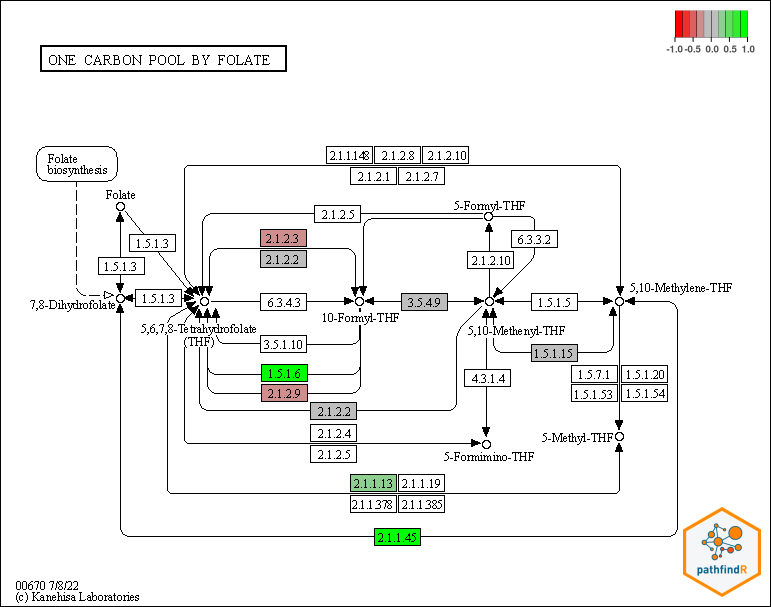 -1.0 -0.5 0.0 0.5 1.0
ONE CARBON POOL BY FOLATE
Folate
biosynthesis
2.1.1.148 2.1.2.8 2.1.2.10
2.1.2.1 2.1.2.7
Folate
5-Formyl-THF
2.1.2.5
1.5.1.3
2.1.2.3
6.3.3.2
2.1.2.2
2.1.2.10
1.5.1.3
5,10-Methylene-THF
7,8-Dihydrofolate
1.5.1.3
6.3.4.3
3.5.4.9
1.5.1.5
10-Formyl-THF
5,6,7,8-Tetrahydrofolate
(THF)
5,10-Methenyl-THF
3.5.1.10
1.5.1.15
1.5.1.6
4.3.1.4
1.5.7.1 1.5.1.20
2.1.2.9
1.5.1.53 1.5.1.54
2.1.2.2
2.1.2.4
5-Methyl-THF
2.1.2.5
5-Formimino-THF
2.1.1.13 2.1.1.19
2.1.1.378 2.1.1.385
2.1.1.45
pathfindR
00670 7/8/22
(c) Kanehisa Laboratories